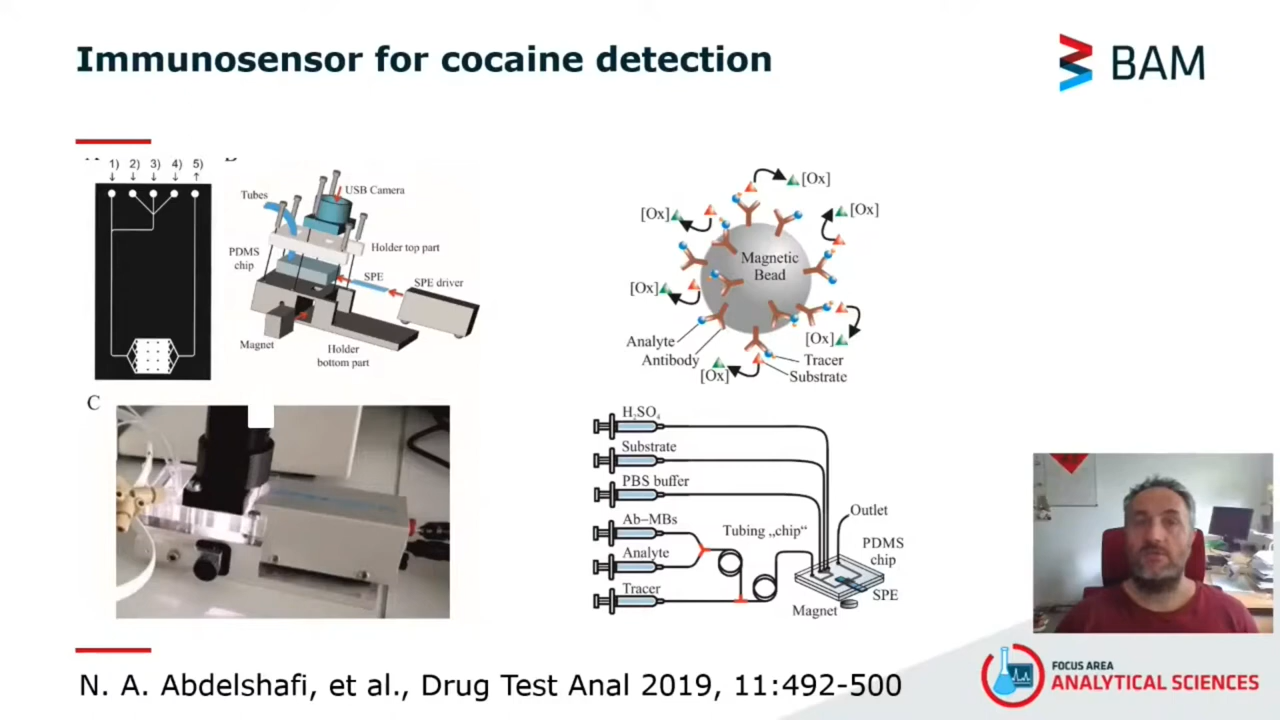 Immunosensor for cocaine detection
BAM
1) 2) 3) 4) 5)
Tubes
USB Camera
Holder top part
PDMS
chip
SPE
SPE driver
Magnet
Holder
bottom part
C
[Ox]
[Ox]
[Ox]
[Ox]
[Ox]
[Ox]
Magnetic
Bead
Analyte
Antibody
Tracer
Substrate
H₂SO₄
Substrate
PBS buffer
Ab–MBs
Analyte
Tracer
Tubing „chip“
Outlet
PDMS
chip
SPE
Magnet
N. A. Abdelshafi, et al., Drug Test Anal 2019, 11:492-500
FOCUS AREA
ANALYTICAL SCIENCES